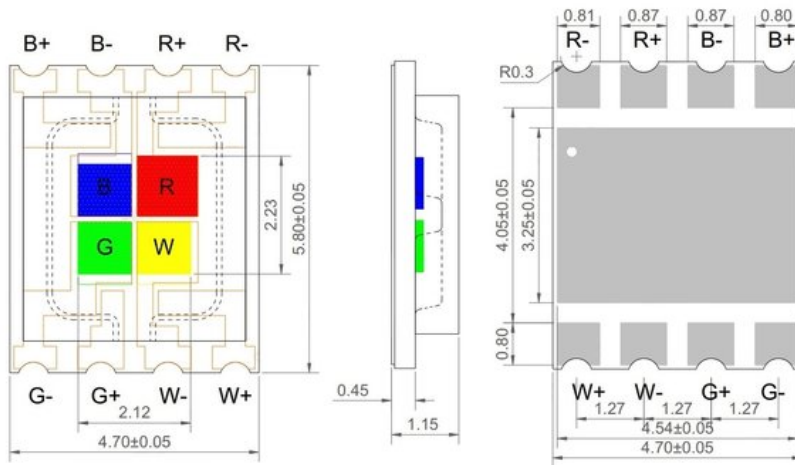 B+ B- R+ R-
B R
G W
G- G+ W- W+
2.23
5.80±0.05
2.12
4.70±0.05
0.45
1.15
0.81 0.87 0.87 0.80
R- R+ B- B+
R0.3
4.05±0.05
3.25±0.05
0.80
W+ W- G+ G-
1.27 1.27 1.27
4.54±0.05
4.70±0.05